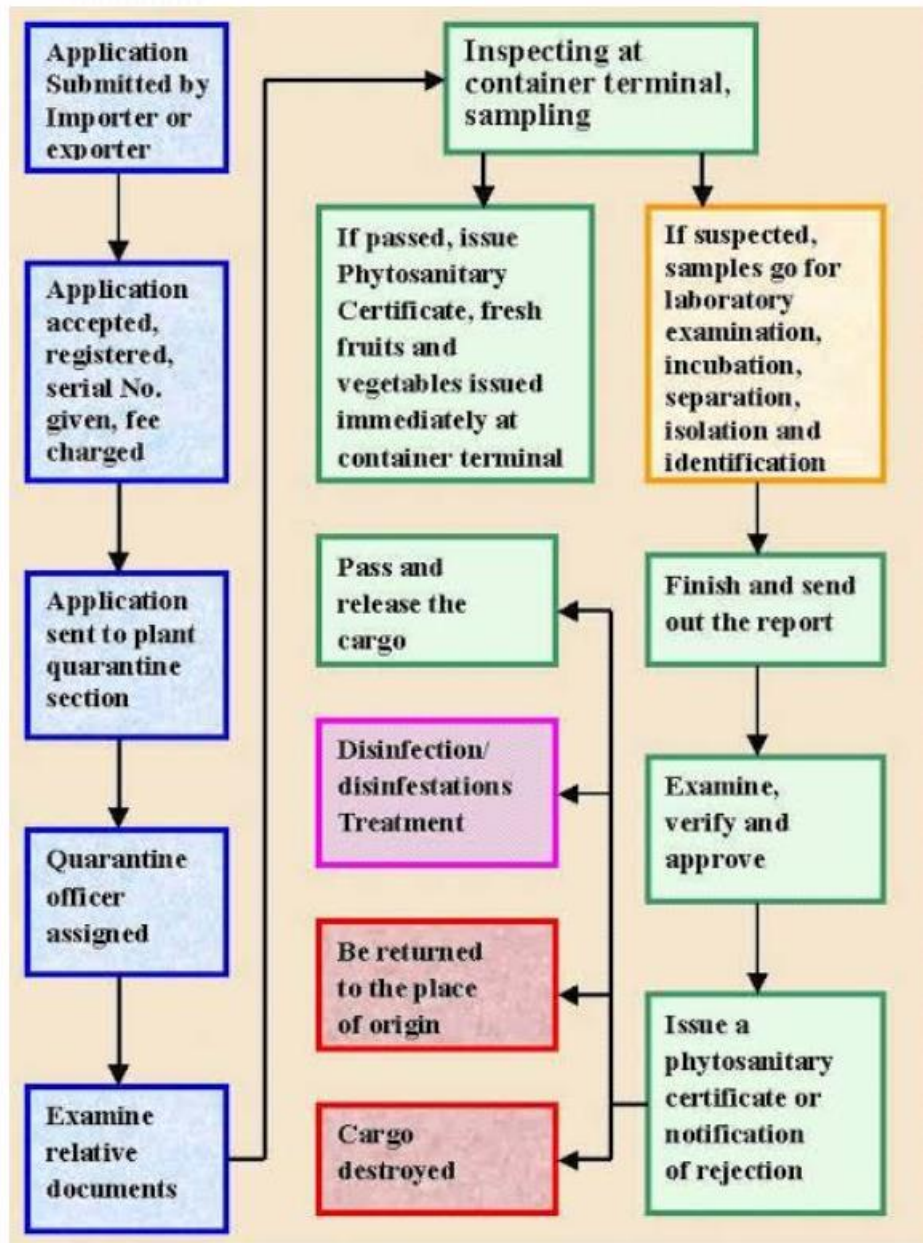 Application
Submitted by
Importer or
exporter
Application
accepted,
registered,
serial No.
given, fee
charged
Application
sent to plant
quarantine
section
Quarantine
officer
assigned
Examine
relative
documents
Inspecting at
container terminal,
sampling
If passed, issue
Phytosanitary
Certificate, fresh
fruits and
vegetables issued
immediately at
container terminal
If suspected,
samples go for
laboratory
examination,
incubation,
separation,
isolation and
identification
Finish and send
out the report
Examine,
verify and
approve
Issue a
phytosanitary
certificate or
notification
of rejection
Pass and
release the
cargo
Disinfection/
disinfestations
Treatment
Be returned
to the place
of origin
Cargo
destroyed